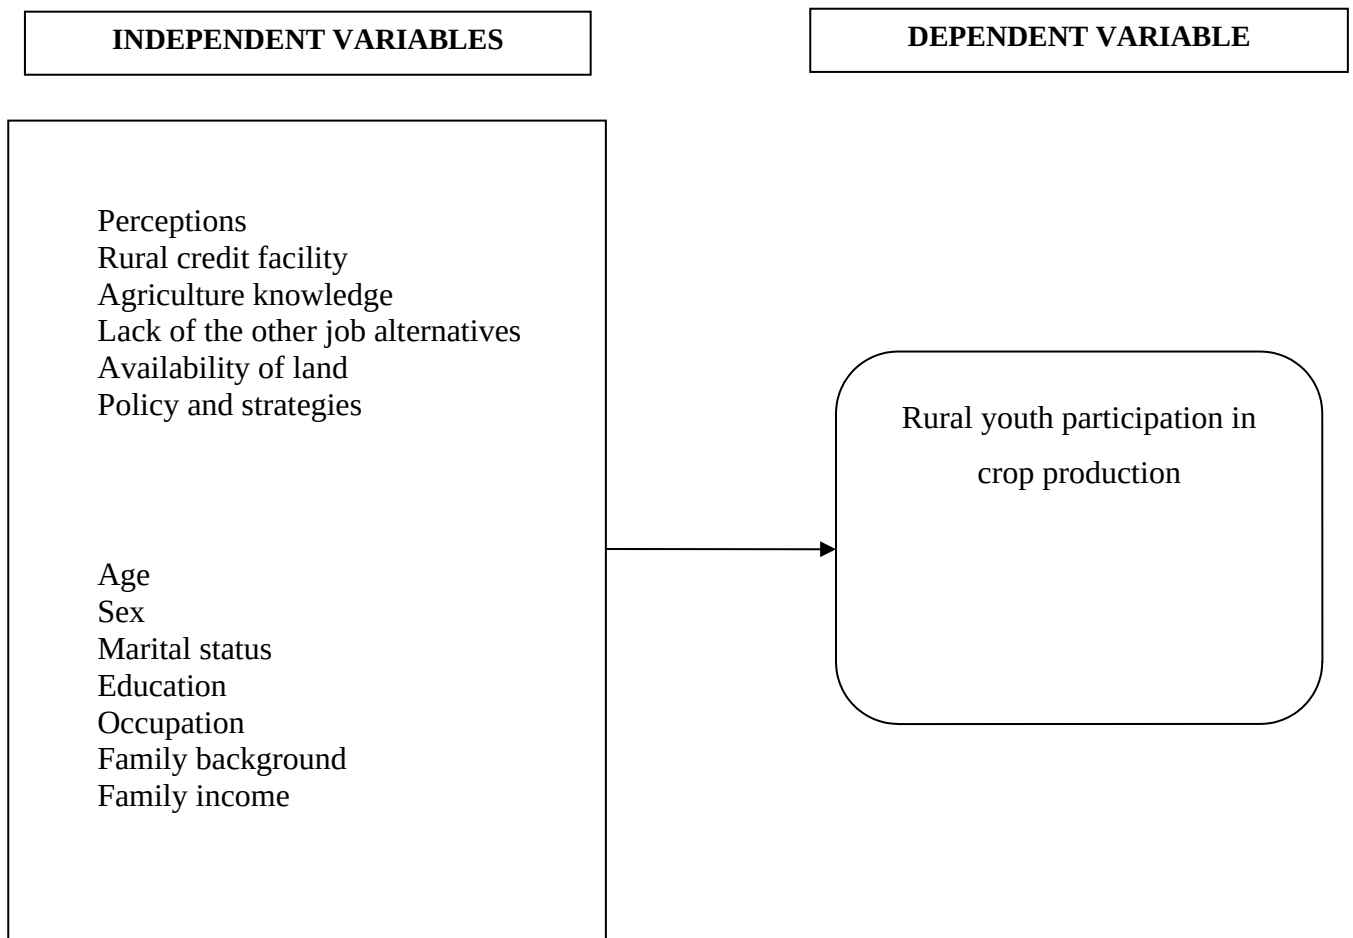 INDEPENDENT VARIABLES
DEPENDENT VARIABLE
Perceptions
Rural credit facility
Agriculture knowledge
Lack of the other job alternatives
Availability of land
Policy and strategies
Age
Sex
Marital status
Education
Occupation
Family background
Family income
Rural youth participation in
crop production